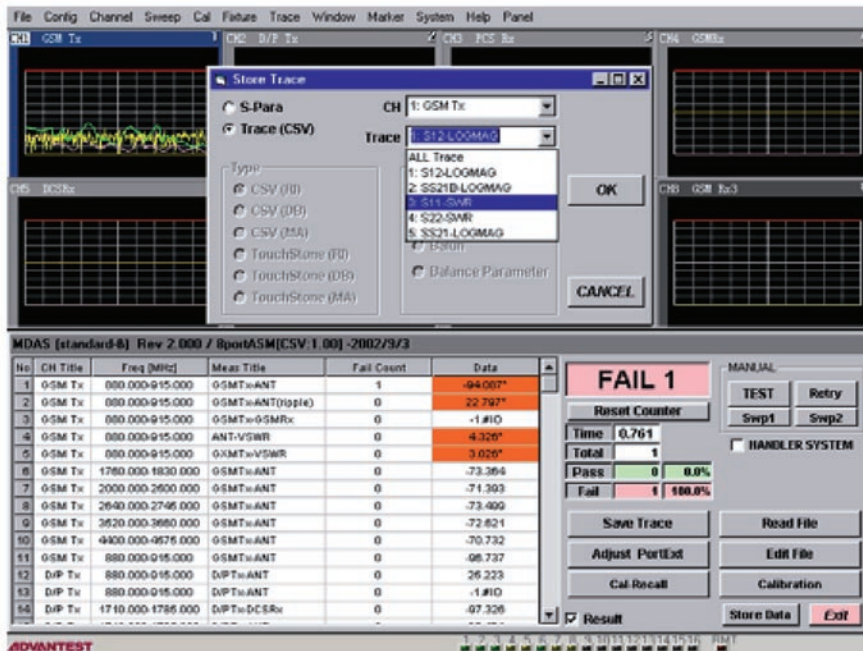 File Config Channel Sweep Cal Fixture Trace Window Marker System Help Panel
CH1 GSM Tx 1 CH2 D/P Tx 2 CH3 PCS Rx 3 CH4 GSMRx
Store Trace
S-Para CH 1: GSM Tx
Trace (CSV) Trace 1: S12-LOGMAG
ALL Trace
1: S12-LOGMAG
2: SS21B-LOGMAG
3: S11-SWR
4: S22-SWR
5: SS21-LOGMAG
Type
CSV (RI)
CSV (DB)
CSV (MA)
TouchStone (RI)
TouchStone (DB)
TouchStone (MA)
Balun
Balance Parameter
OK
CANCEL
CH5 DCSRx
CH8 GSM Rx3
MDAS (standard-8) Rev 2.000 / 8portASM[CSV:1.00] -2002/9/3
No CH Title Freq [MHz] Meas Title Fail Count Data
1 GSM Tx 880.000-915.000 GSMTx-ANT 1 -94.087*
2 GSM Tx 880.000-915.000 GSMTx-ANT(ripple) 0 22.797*
3 GSM Tx 880.000-915.000 GSMTx-GSMRx 0 -1.#IO
4 GSM Tx 880.000-915.000 ANT-VSWR 0 4.326*
5 GSM Tx 880.000-915.000 GXMTx-VSWR 0 3.026*
6 GSM Tx 1760.000-1830.000 GSMTx-ANT 0 -73.364
7 GSM Tx 2000.000-2600.000 GSMTx-ANT 0 -71.393
8 GSM Tx 2640.000-2745.000 GSMTx-ANT 0 -73.499
9 GSM Tx 3520.000-3660.000 GSMTx-ANT 0 -72.621
10 GSM Tx 4400.000-4575.000 GSMTx-ANT 0 -70.732
11 GSM Tx 880.000-915.000 GSMTx-ANT 0 -95.737
12 D/P Tx 880.000-915.000 D/PTx-ANT 0 26.223
13 D/P Tx 880.000-915.000 D/PTx-ANT 0 -1.#IO
14 D/P Tx 1710.000-1785.000 D/PTx-DCSRx 0 -97.326
FAIL 1
Reset Counter
Time 0.761
Total 1
Pass 0 0.0%
Fail 1 100.0%
MANUAL
TEST Retry
Swp1 Swp2
HANDLER SYSTEM
Save Trace Read File
Adjust PortExt Edit File
Cal-Recall Calibration
Result Store Data Exit
ADVANTEST 1 2 3 4 5 6 7 8 9 10 11 12 13 14 15 16 RMT